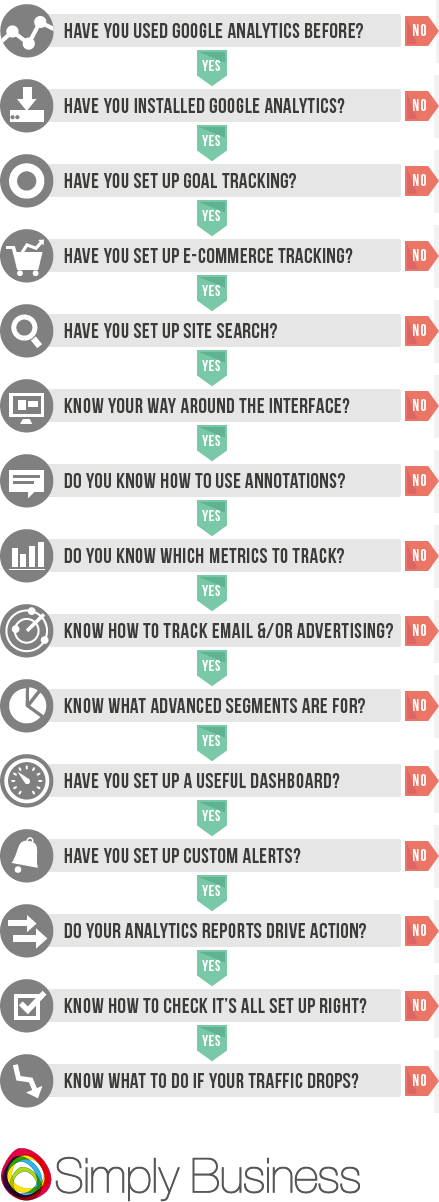 HAVE YOU USED GOOGLE ANALYTICS BEFORE? NO
YES
HAVE YOU INSTALLED GOOGLE ANALYTICS? NO
YES
HAVE YOU SET UP GOAL TRACKING? NO
YES
HAVE YOU SET UP E-COMMERCE TRACKING? NO
YES
HAVE YOU SET UP SITE SEARCH? NO
YES
KNOW YOUR WAY AROUND THE INTERFACE? NO
YES
DO YOU KNOW HOW TO USE ANNOTATIONS? NO
YES
DO YOU KNOW WHICH METRICS TO TRACK? NO
YES
KNOW HOW TO TRACK EMAIL &/OR ADVERTISING? NO
YES
KNOW WHAT ADVANCED SEGMENTS ARE FOR? NO
YES
HAVE YOU SET UP A USEFUL DASHBOARD? NO
YES
HAVE YOU SET UP CUSTOM ALERTS? NO
YES
DO YOUR ANALYTICS REPORTS DRIVE ACTION? NO
YES
KNOW HOW TO CHECK IT'S ALL SET UP RIGHT? NO
YES
KNOW WHAT TO DO IF YOUR TRAFFIC DROPS? NO
Simply Business